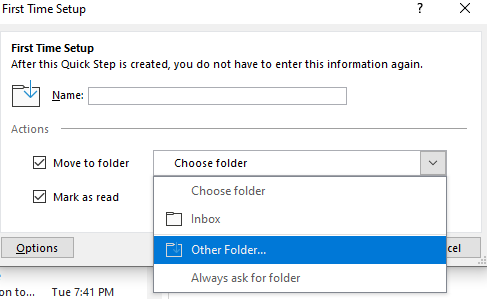 First Time Setup
First Time Setup
After this Quick Step is created, you do not have to enter this information again.
Name:
Actions
Move to folder
Choose folder
Mark as read
Choose folder
Inbox
Other Folder...
Always ask for folder
Options
cel
on to... Tue 7:41 PM